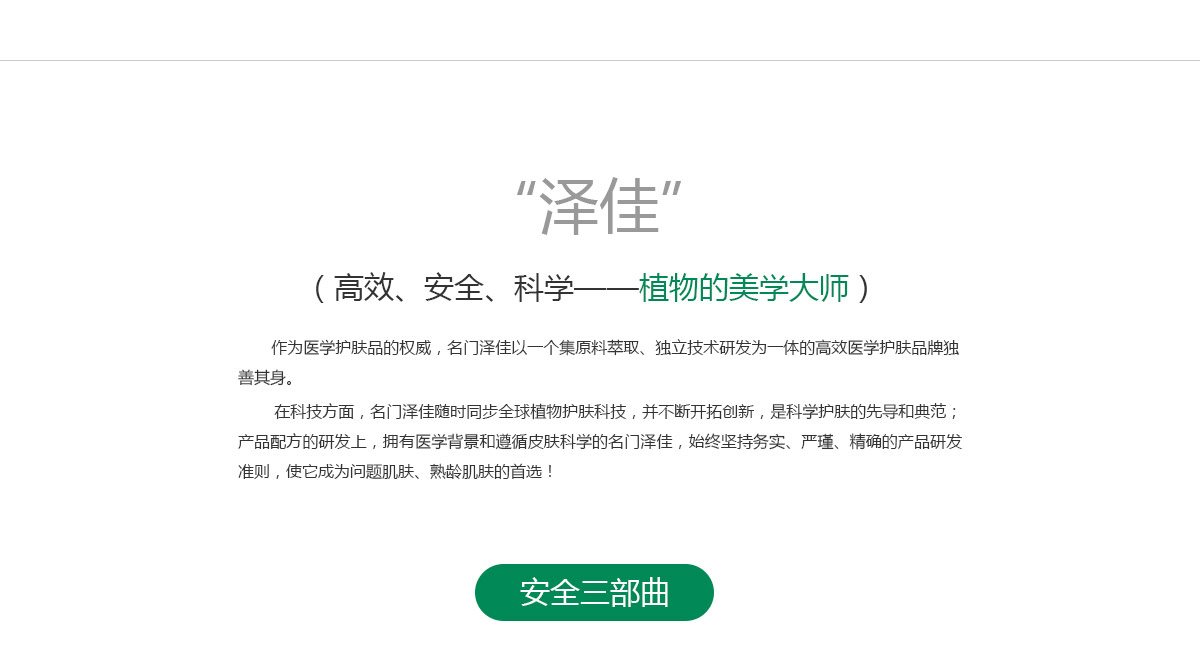 “泽佳”
（高效、安全、科学——植物的美学大师）
作为医学护肤品的权威，名门泽佳以一个集原料萃取、独立技术研发为一体的高效医学护肤品牌独
善其身。
在科技方面，名门泽佳随时同步全球植物护肤科技，并不断开拓创新，是科学护肤的先导和典范；
产品配方的研发上，拥有医学背景和遵循皮肤科学的名门泽佳，始终坚持务实、严瑾、精确的产品研发
准则，使它成为问题肌肤、熟龄肌肤的首选！
安全三部曲